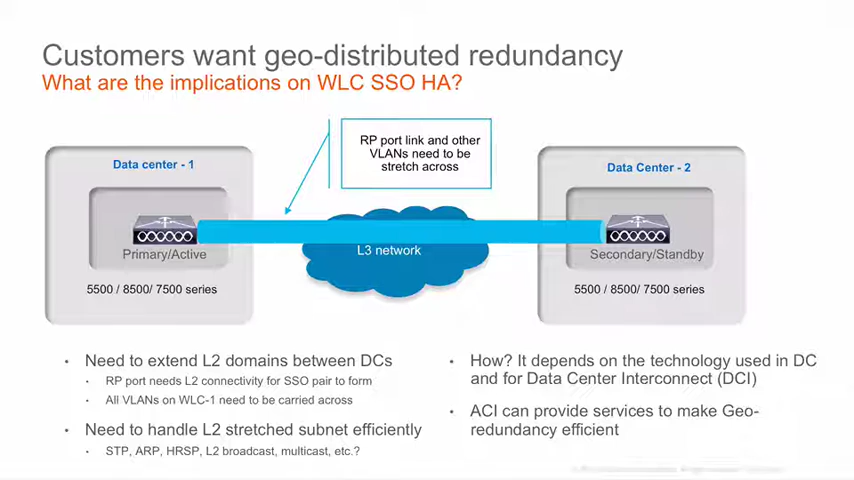 Customers want geo-distributed redundancy
What are the implications on WLC SSO HA?
RP port link and other
VLANs need to be
stretch across
Data center - 1
Data Center - 2
L3 network
Primary/Active
Secondary/Standby
5500 / 8500/ 7500 series
5500 / 8500/ 7500 series
• Need to extend L2 domains between DCs
• RP port needs L2 connectivity for SSO pair to form
• All VLANs on WLC-1 need to be carried across
• Need to handle L2 stretched subnet efficiently
• STP, ARP, HRSP, L2 broadcast, multicast, etc.?
• How? It depends on the technology used in DC
and for Data Center Interconnect (DCI)
• ACI can provide services to make Geo-
redundancy efficient